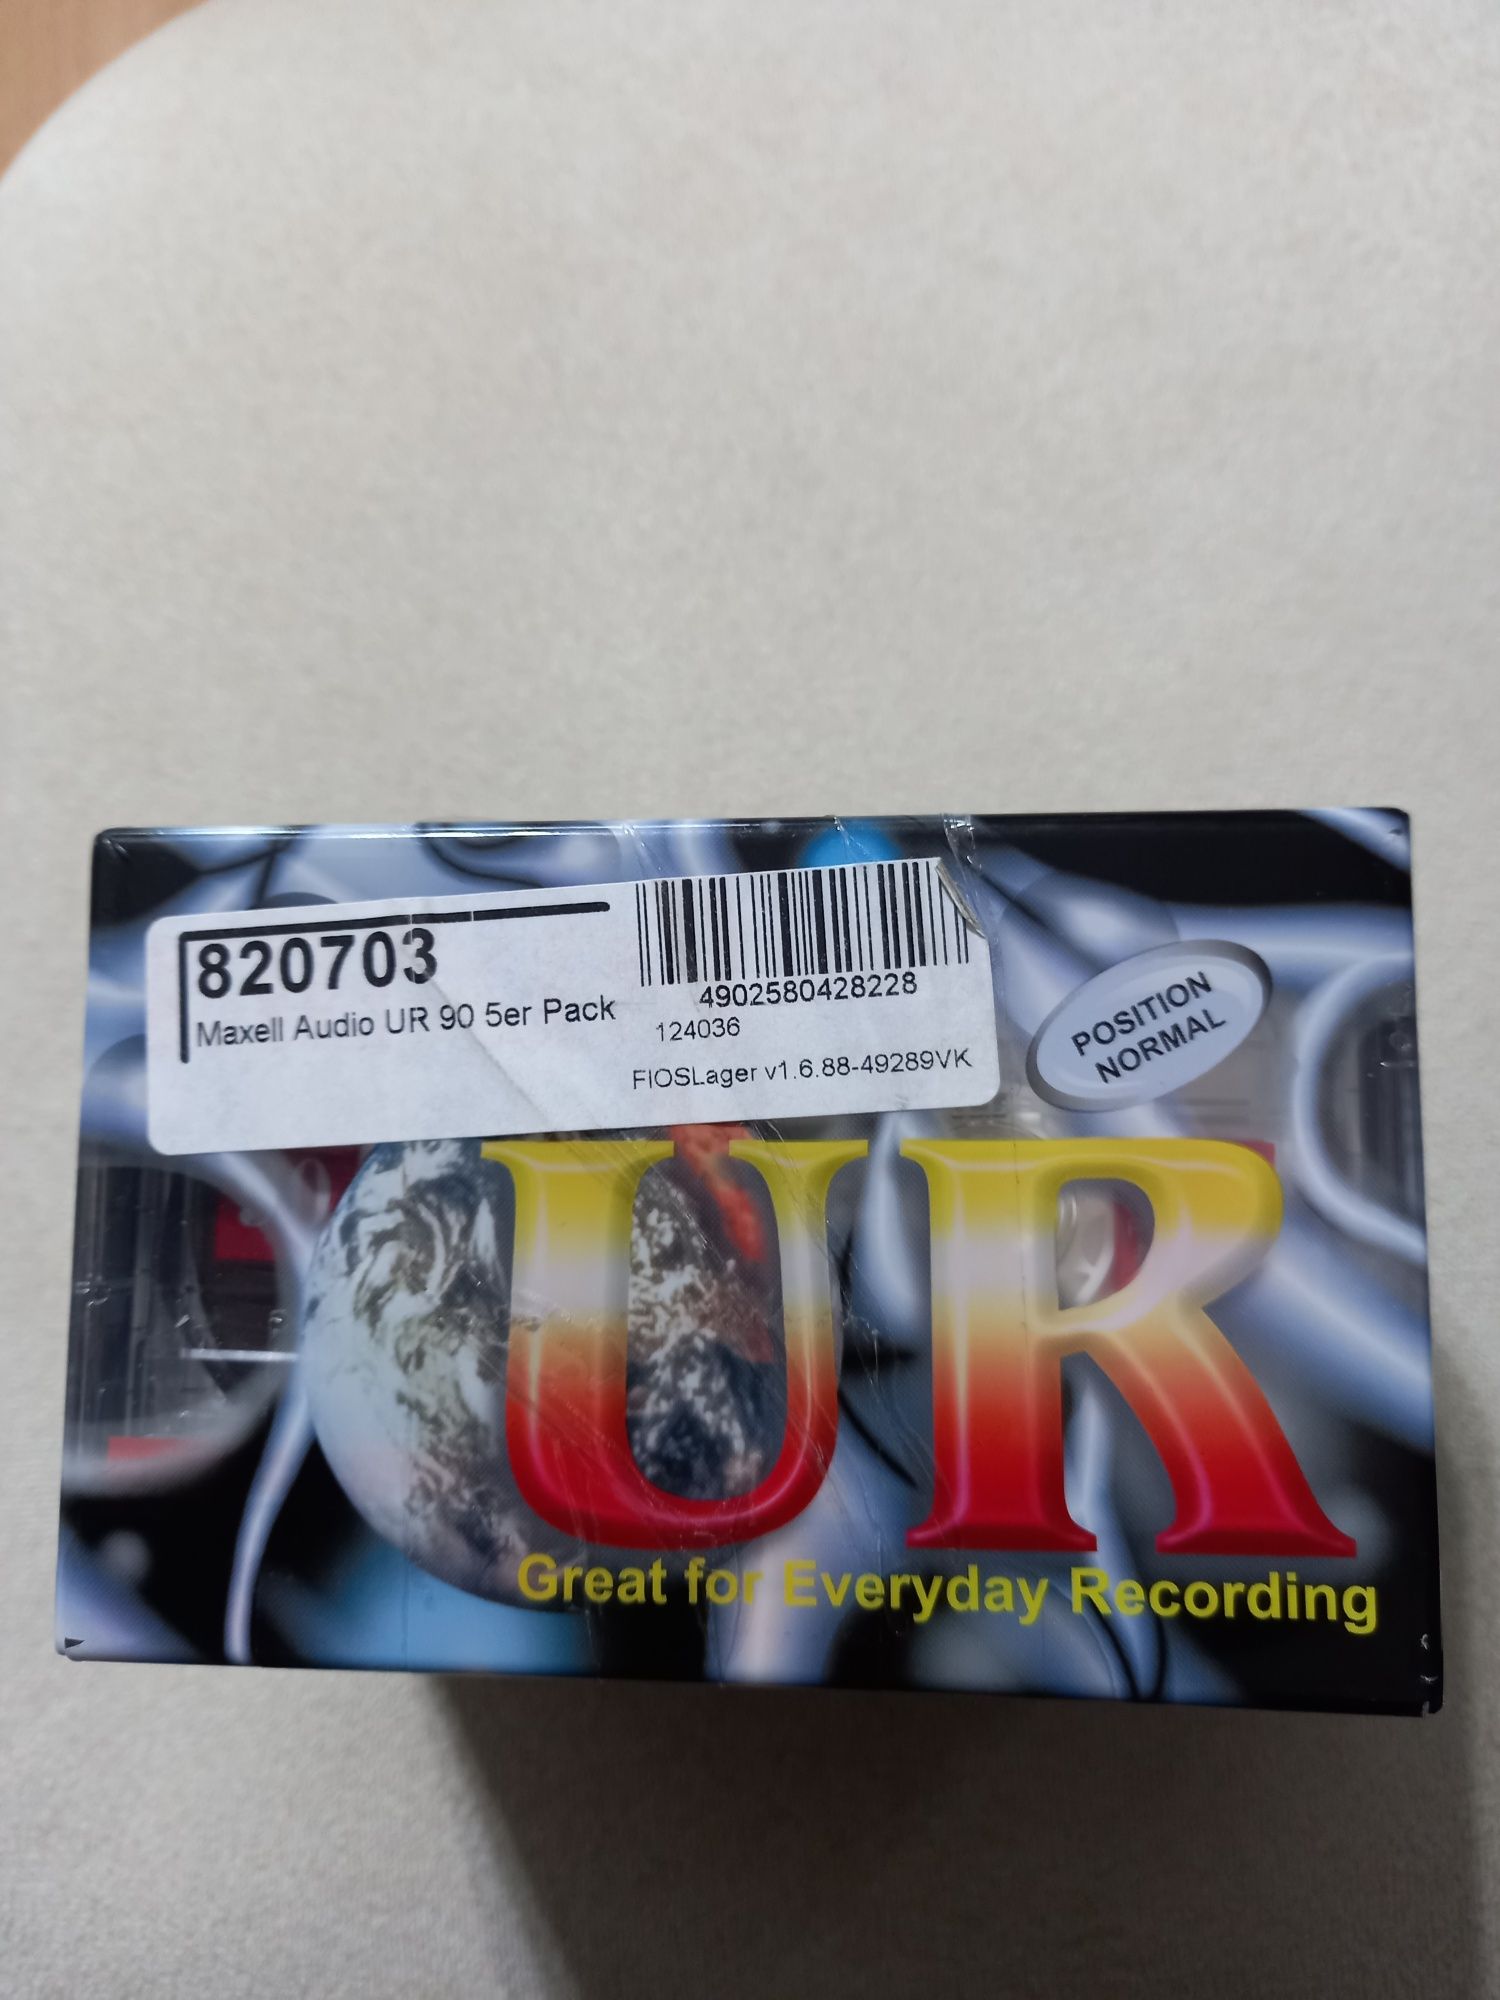 820703
Maxell Audio UR 90 5er Pack
4902580428228
124036
FIOSLager v1.6.88-49289VK
POSITION
NORMAL
UR
Great for Everyday Recording